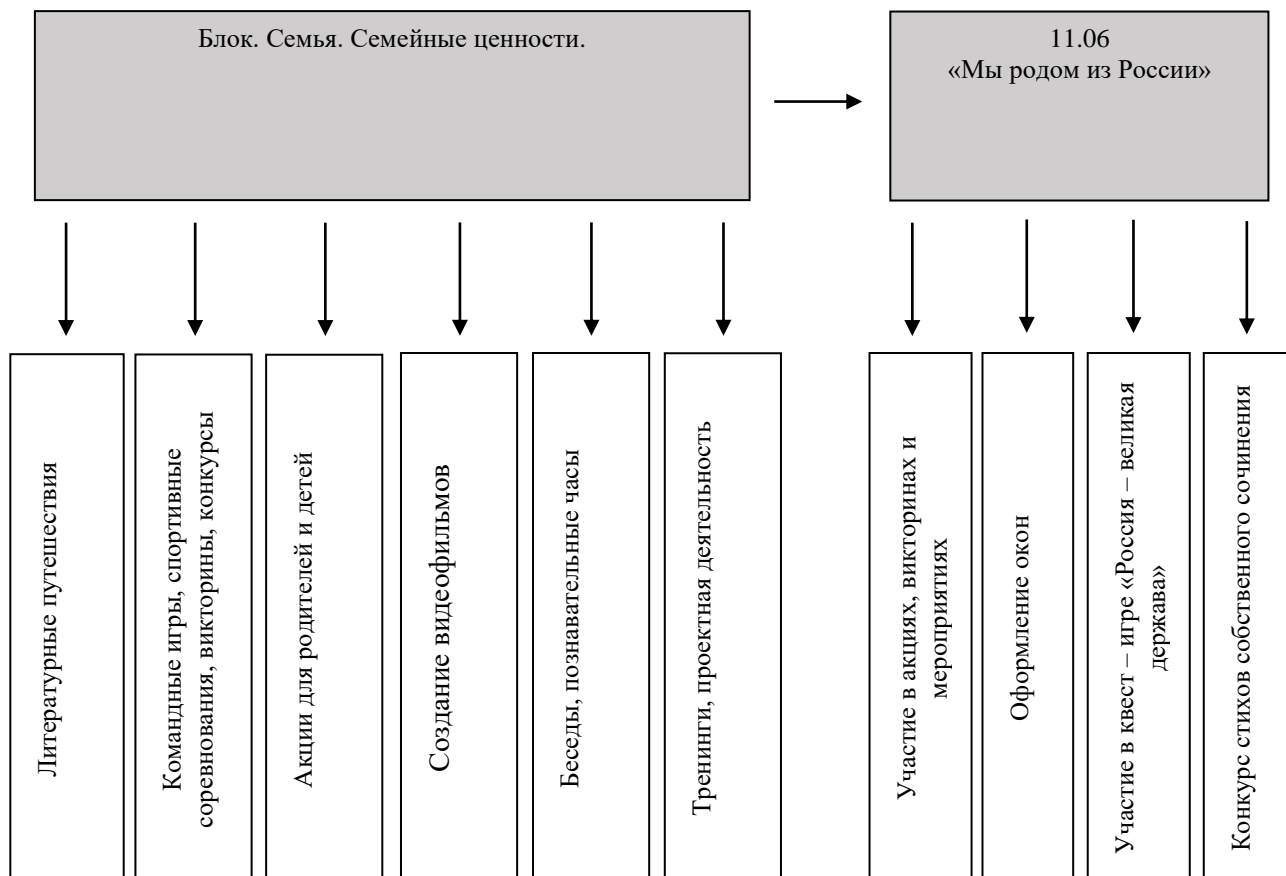 Блок. Семья. Семейные ценности.
11.06
«Мы родом из России»
Литературные путешествия
Командные игры, спортивные
соревнования, викторины, конкурсы
Акции для родителей и детей
Создание видеофильмов
Беседы, познавательные часы
Тренинги, проектная деятельность
Участие в акциях, викторинах и
мероприятиях
Оформление окон
Участие в квест – игре «Россия – великая
держава»
Конкурс стихов собственного сочинения